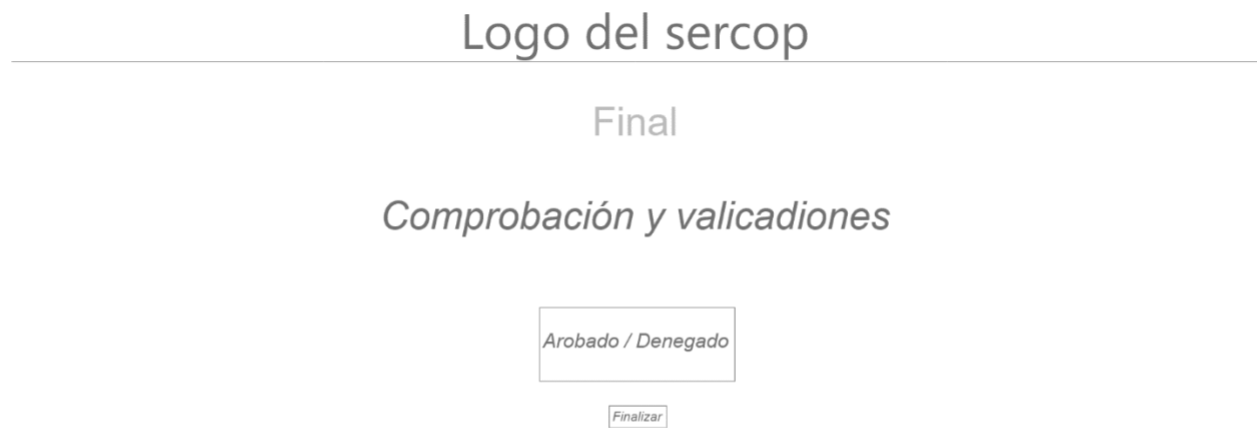 Logo del sercop
Final
Comprobación y valicadiones
Arobado / Denegado
Finalizar